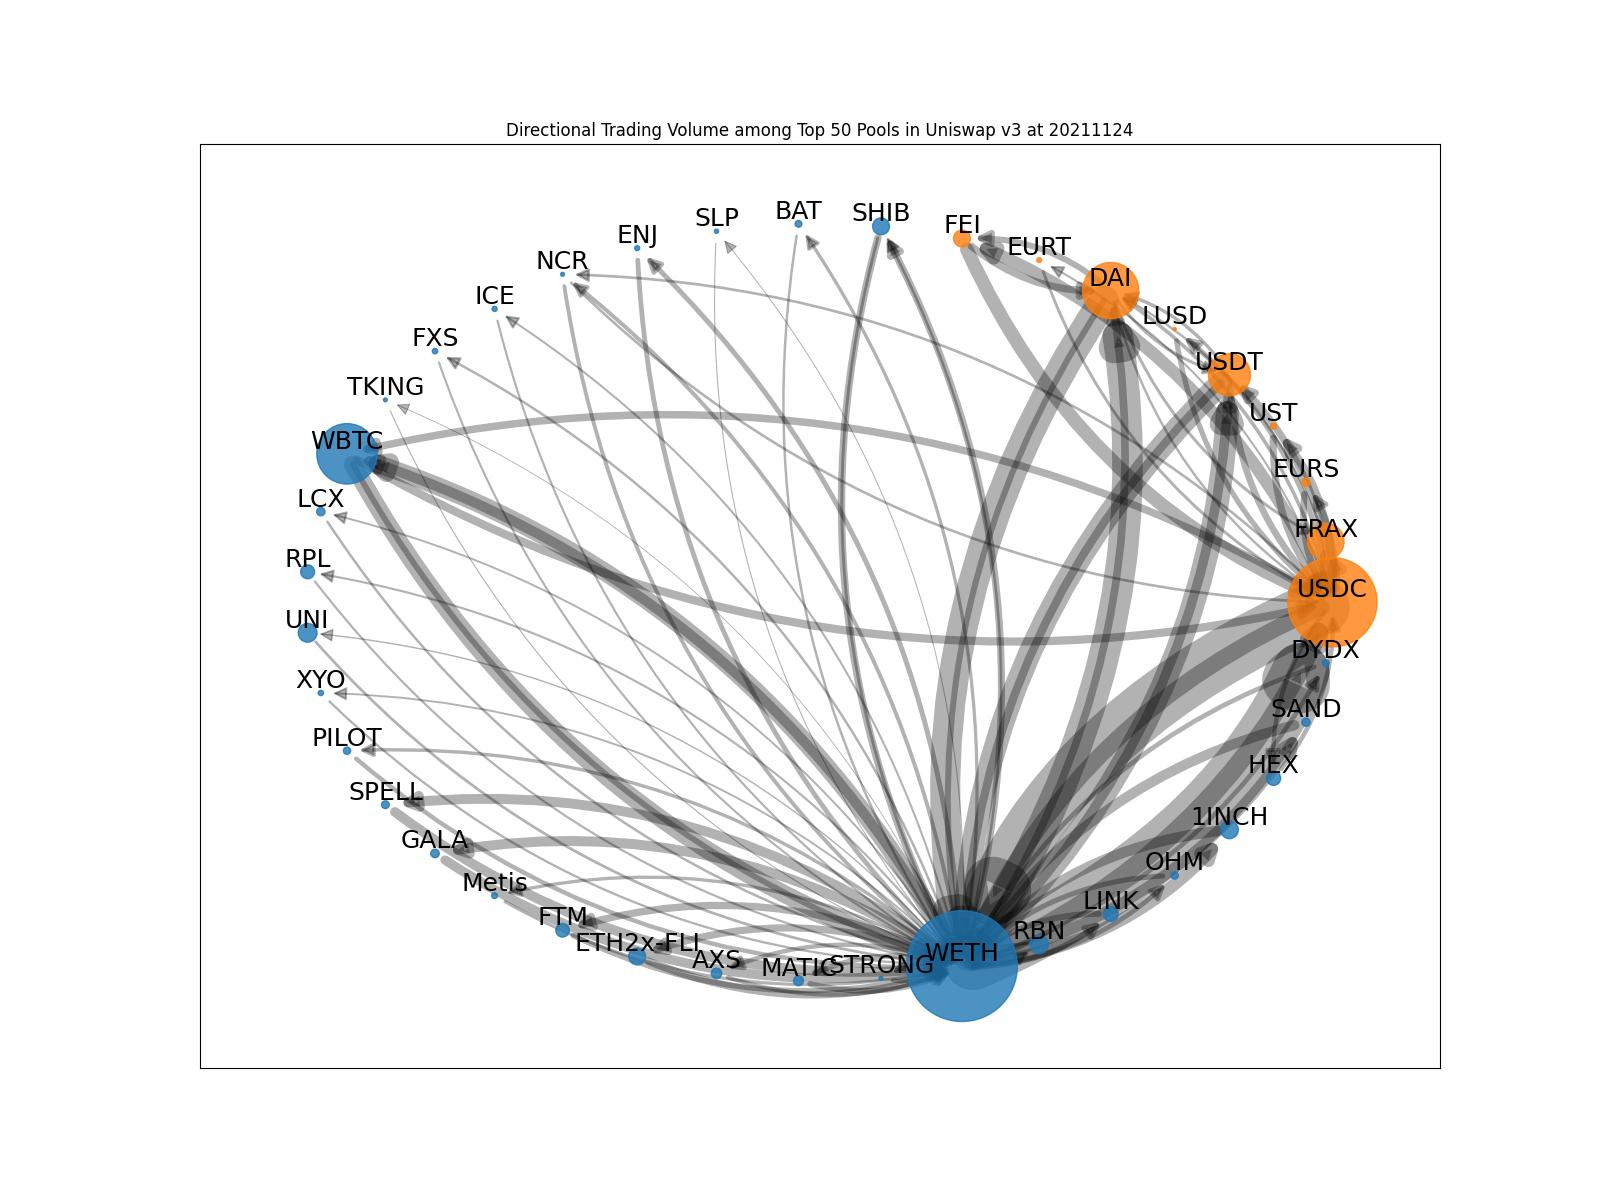 Directional Trading Volume among Top 50 Pools in Uniswap v3 at 20211124
SLP
BAT
SHIB
FEI
ENJ
EURT
NCR
DAI
ICE
LUSD
FXS
USDT
TKING
UST
WBTC
EURS
LCX
FRAX
RPL
USDC
UNI
DYDX
XYO
SAND
PILOT
HEX
SPELL
1INCH
GALA
OHM
Metis
LINK
FTM
RBN
ETH2x-FLI
WETH
AXS
MATIC
STRONG